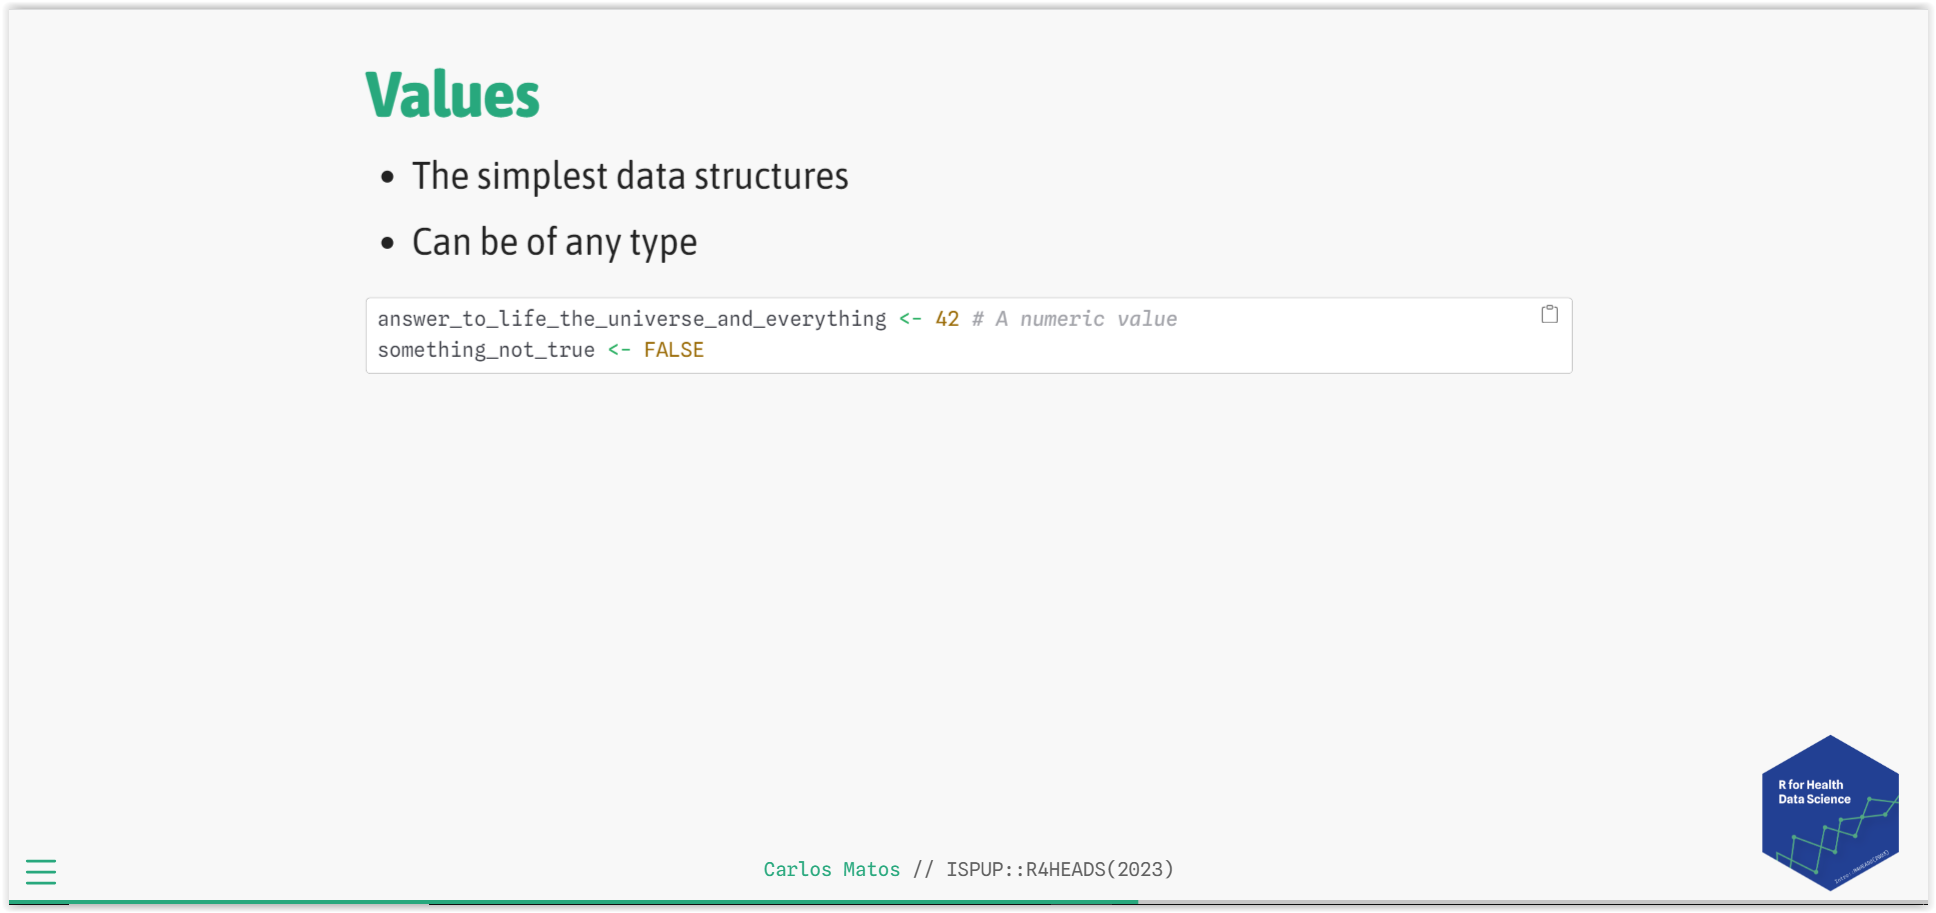 Values
• The simplest data structures
• Can be of any type
answer_to_life_the_universe_and_everything <- 42 # A numeric value
something_not_true <- FALSE
R for Health
Data Science
Carlos Matos // ISPUP::R4HEADS(2023)